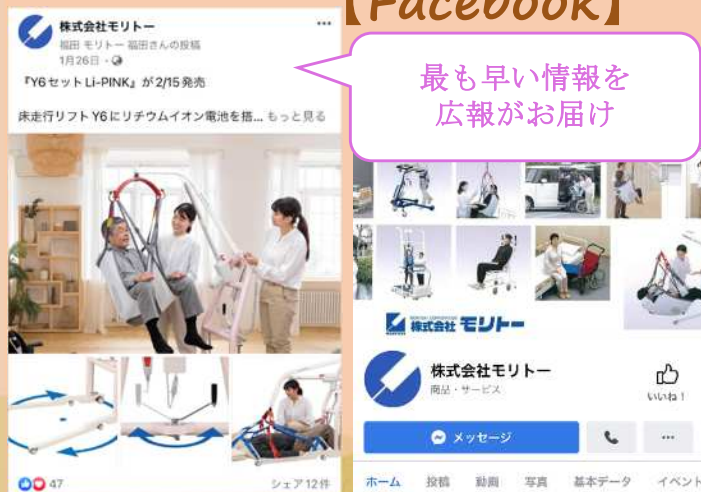 【Facebook】
株式会社モリトー
福田 モリトー 福田さんの投稿
1月26日
『Y6セット Li-PINK』が2/15発売
床走行リフトY6にリチウムイオン電池を搭... もっと見る
47
シェア12件
最も早い情報を
広報がお届け
株式会社 モリトー
株式会社モリトー
商品・サービス
いいね！
メッセージ
ホーム 投稿 動画 写真 基本データ イベント